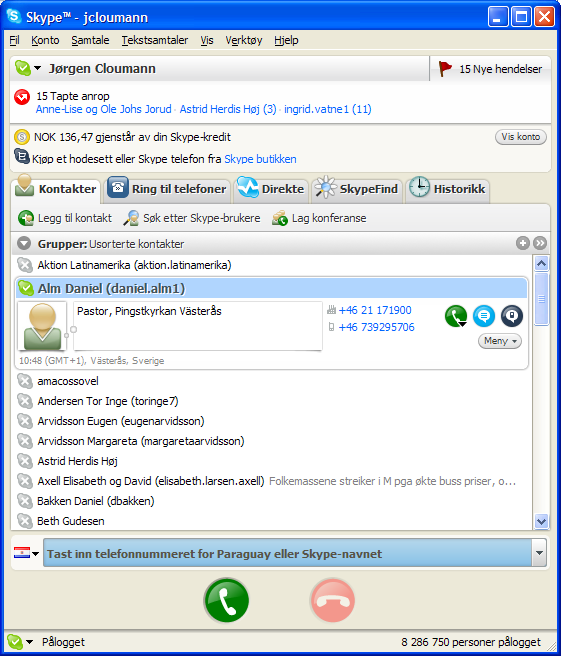 Skype™ - jcloumann
Fil Konto Samtale Tekstsamtaler Vis Verktøy Hjelp
Jørgen Cloumann
15 Nye hendelser
15 Tapte anrop
Anne-Lise og Ole Johs Jorud · Astrid Herdis Høj (3) · ingrid.vatne1 (11)
NOK 136,47 gjenstår av din Skype-kredit
Vis konto
Kjøp et hodesett eller Skype telefon fra Skype butikken
Kontakter Ring til telefoner Direkte SkypeFind Historikk
Legg til kontakt Søk etter Skype-brukere Lag konferanse
Grupper: Usorterte kontakter
Aktion Latinamerika (aktion.latinamerika)
Alm Daniel (daniel.alm1)
Pastor, Pingstkyrkan Västerås
+46 21 171900
+46 739295706
Meny
10:48 (GMT+1), Västerås, Sverige
amacossovel
Andersen Tor Inge (toringe7)
Arvidsson Eugen (eugenarvidsson)
Arvidsson Margareta (margaretaarvidsson)
Astrid Herdis Høj
Axell Elisabeth og David (elisabeth.larsen.axell) Folkemassene streiker i M pga økte buss priser, o...
Bakken Daniel (dbakken)
Beth Gudesen
Tast inn telefonnummeret for Paraguay eller Skype-navnet
Pålogget
8 286 750 personer pålogget